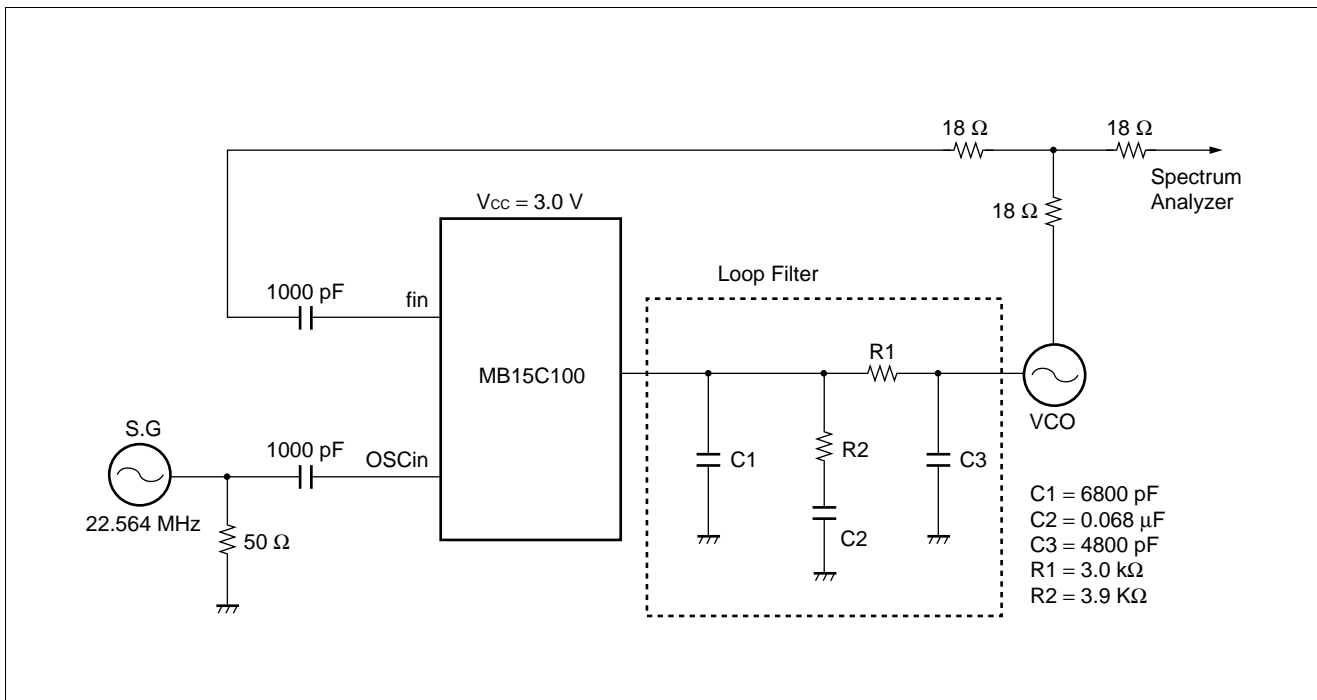 18 Ω
18 Ω
Spectrum
Analyzer
18 Ω
Vcc = 3.0 V
Loop Filter
1000 pF
fin
R1
MB15C100
VCO
S.G
1000 pF
OSCin
C1
R2
C3
22.564 MHz
50 Ω
C2
C1 = 6800 pF
C2 = 0.068 μF
C3 = 4800 pF
R1 = 3.0 kΩ
R2 = 3.9 KΩ